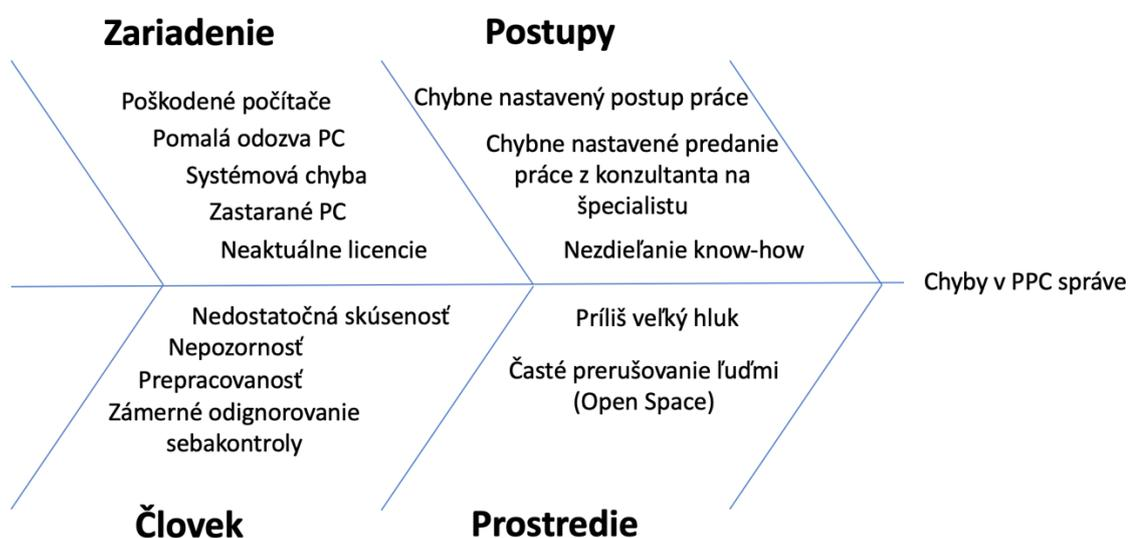 Zariadenie
Postupy
Poškodené počítače
Pomalá odozva PC
Systémová chyba
Zastarané PC
Neaktuálne licencie
Chybne nastavený postup práce
Chybne nastavené predanie
práce z konzultanta na
špecialistu
Nezdieľanie know-how
Chyby v PPC správe
Nedostatočná skúsenosť
Nepozornosť
Prepracovanosť
Zámerné odignorovanie
sebakontroly
Príliš veľký hluk
Časté prerušovanie ľuďmi
(Open Space)
Človek
Prostredie